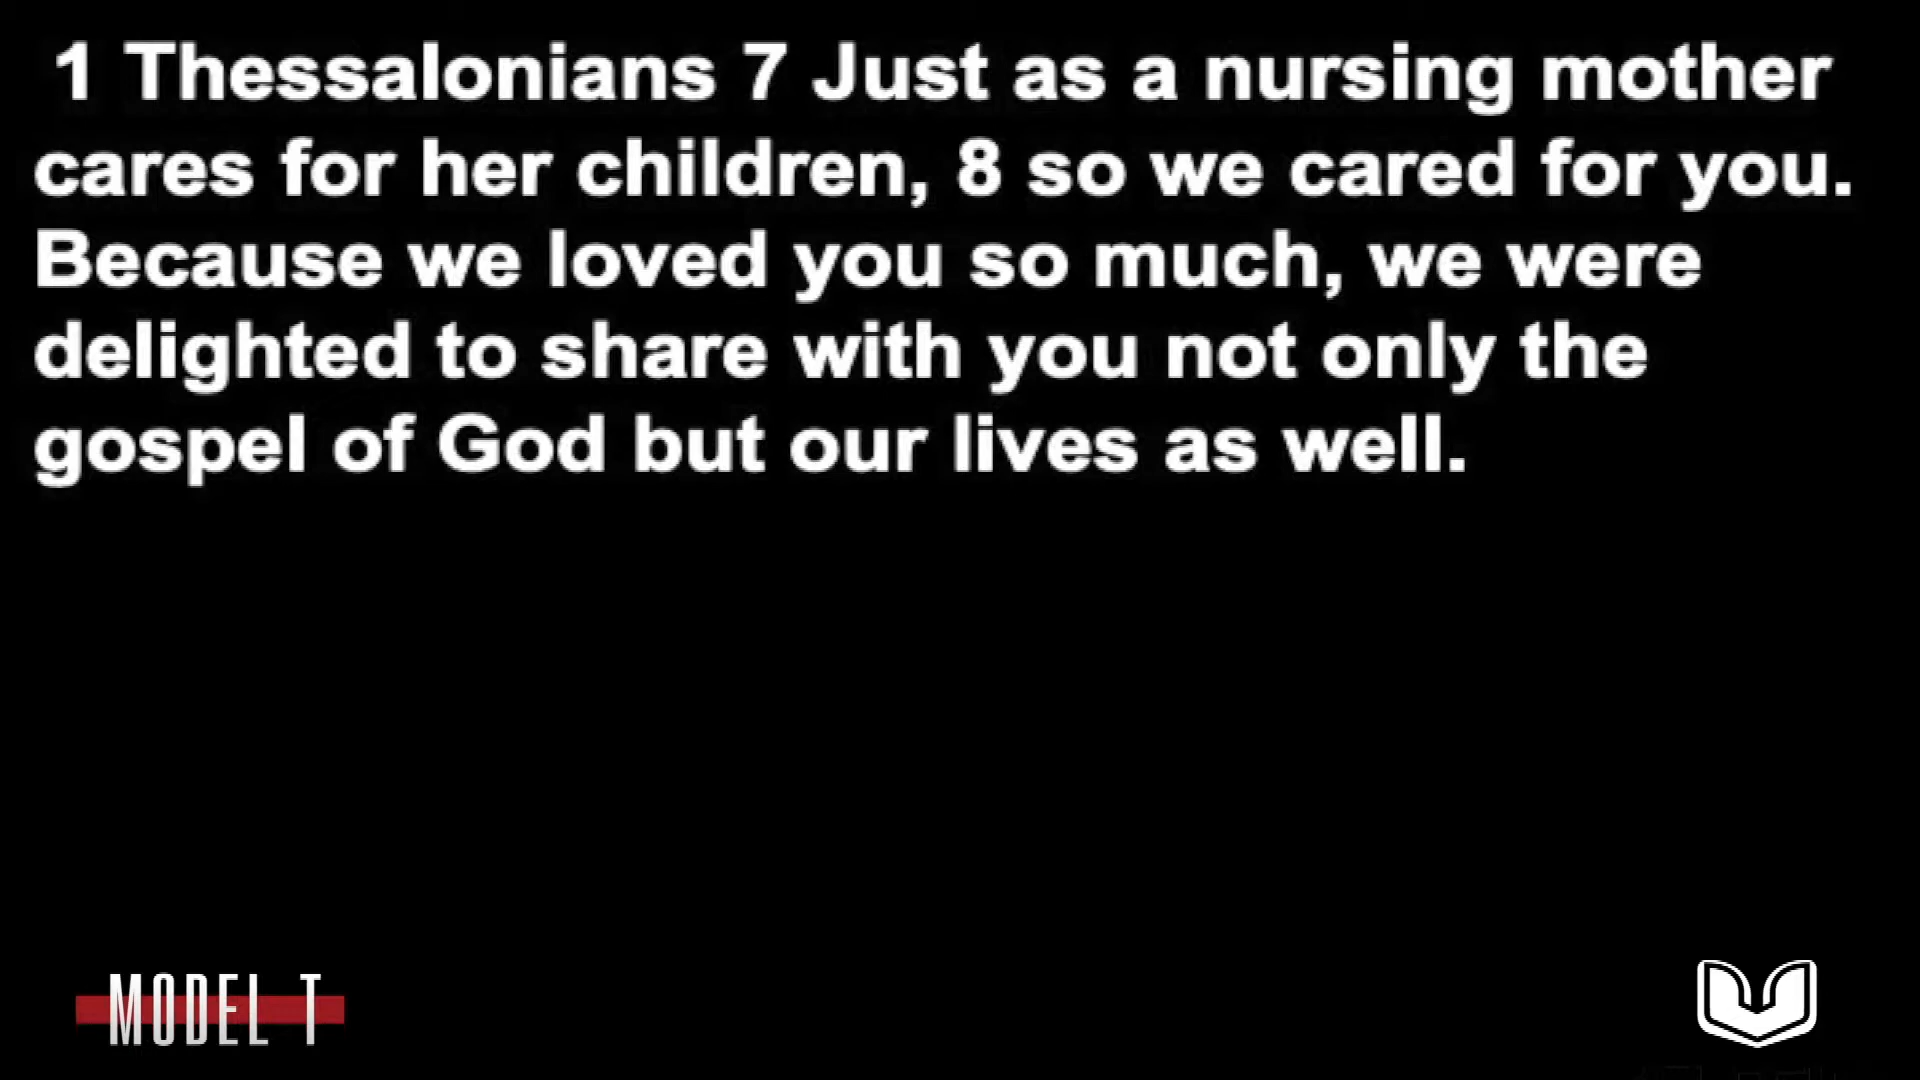 1 Thessalonians 7 Just as a nursing mother
cares for her children, 8 so we cared for you.
Because we loved you so much, we were
delighted to share with you not only the
gospel of God but our lives as well.
MODEL T